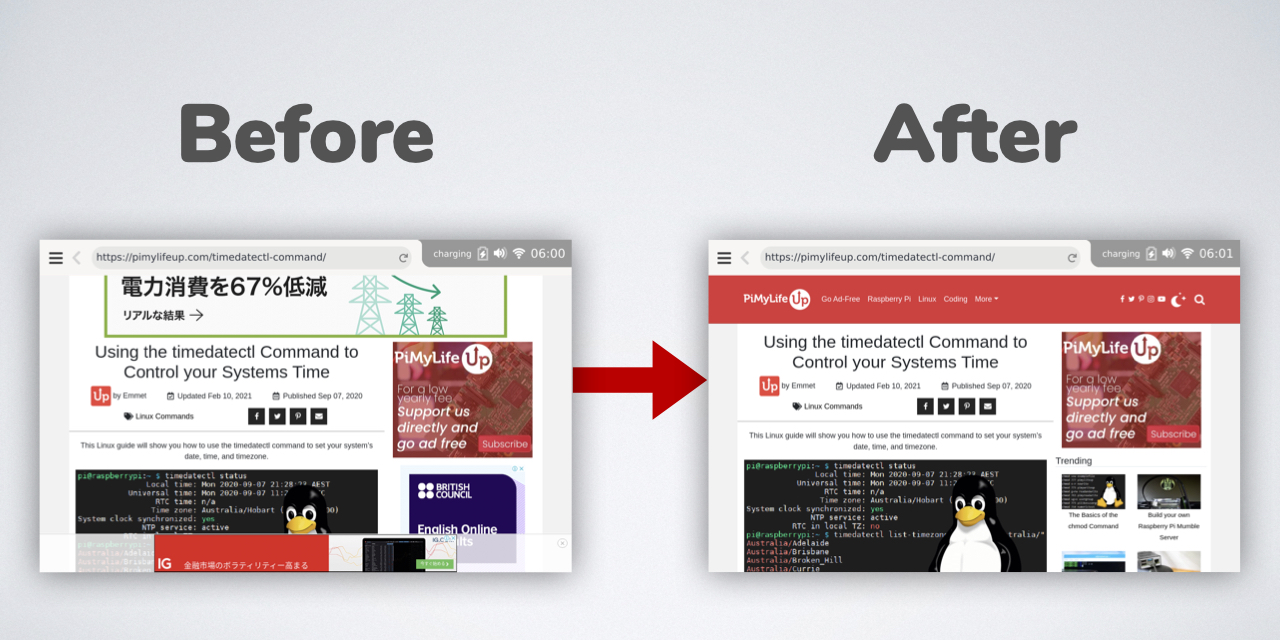 Before
After
https://pimylifeup.com/timedatectl-command/
charging
06:00
電力消費を67%低減
リアルな結果 →
Using the timedatectl Command to
Control your Systems Time
Up
by Emmet
Updated Feb 10, 2021
Published Sep 07, 2020
Linux Commands
This Linux guide will show you how to use the timedatectl command to set your system's
date, time, and timezone.
pi@raspberrypi:~ $ timedatectl status
Local time: Mon 2020-09-07 21:28:23 AEST
Universal time: Mon 2020-09-07 11:2
RTC time: n/a
Time zone: Australia/Hobart (
00)
System clock synchronized: yes
NTP service: active
PiMyLife Up
For a low
yearly fee
Support us
directly and
go ad free
Subscribe
BRITISH
COUNCIL
English Online
IG
金融市場のボラティリティー高まる
https://pimylifeup.com/timedatectl-command/
charging
06:01
PiMyLife Up
Go Ad-Free
Raspberry Pi
Linux
Coding
More
Using the timedatectl Command to
Control your Systems Time
Up
by Emmet
Updated Feb 10, 2021
Published Sep 07, 2020
Linux Commands
This Linux guide will show you how to use the timedatectl command to set your system's
date, time, and timezone.
pi@raspberrypi:~ $ timedatectl status
Local time: Mon 2020-09-07 21:28:23 AEST
Universal time: Mon 2020-09-07 11:2
RTC time: n/a
Time zone: Australia/Hobart (
00)
System clock synchronized: yes
NTP service: active
RTC in local TZ: no
pi@raspberrypi:~ $ timedatectl list-timezon
tralia/"
Australia/Adelaide
Australia/Brisbane
Australia/Broken_Hill
Australia/Currie
PiMyLife Up
For a low
yearly fee
Support us
directly and
go ad free
Subscribe
Trending
The Basics of the
chmod Command
Build your own
Raspberry Pi Mumble
Server